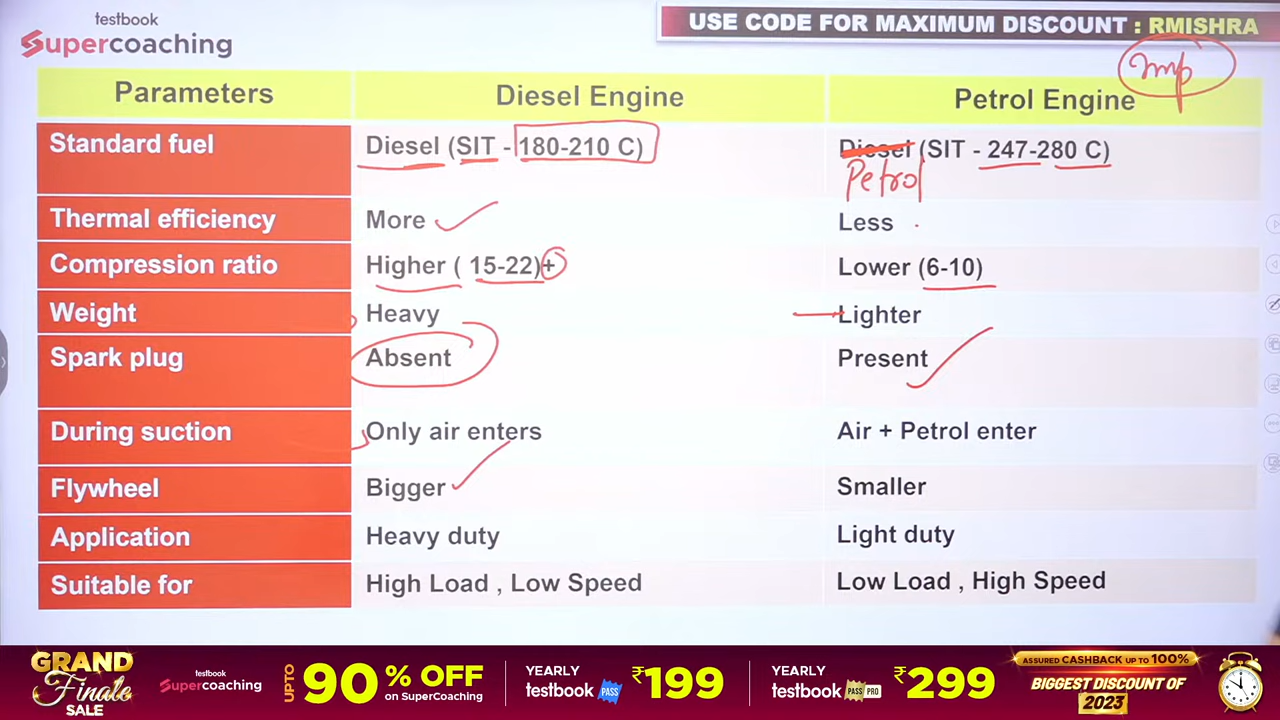 testbook
Supercoaching
USE CODE FOR MAXIMUM DISCOUNT : RMISHRA
Imp
Parameters Diesel Engine Petrol Engine
Standard fuel Diesel (SIT - 180-210 C) Diesel (SIT - 247-280 C)
Petrol
Thermal efficiency More Less
Compression ratio Higher ( 15-22)+ Lower (6-10)
Weight Heavy Lighter
Spark plug Absent Present
During suction Only air enters Air + Petrol enter
Flywheel Bigger Smaller
Application Heavy duty Light duty
Suitable for High Load , Low Speed Low Load , High Speed
GRAND
Finale
SALE
testbook
Supercoaching
UPTO 90% OFF
on SuperCoaching
YEARLY
testbook PASS ₹199
YEARLY
testbook PASS PRO ₹299
ASSURED CASHBACK UP TO 100%
BIGGEST DISCOUNT OF
2023